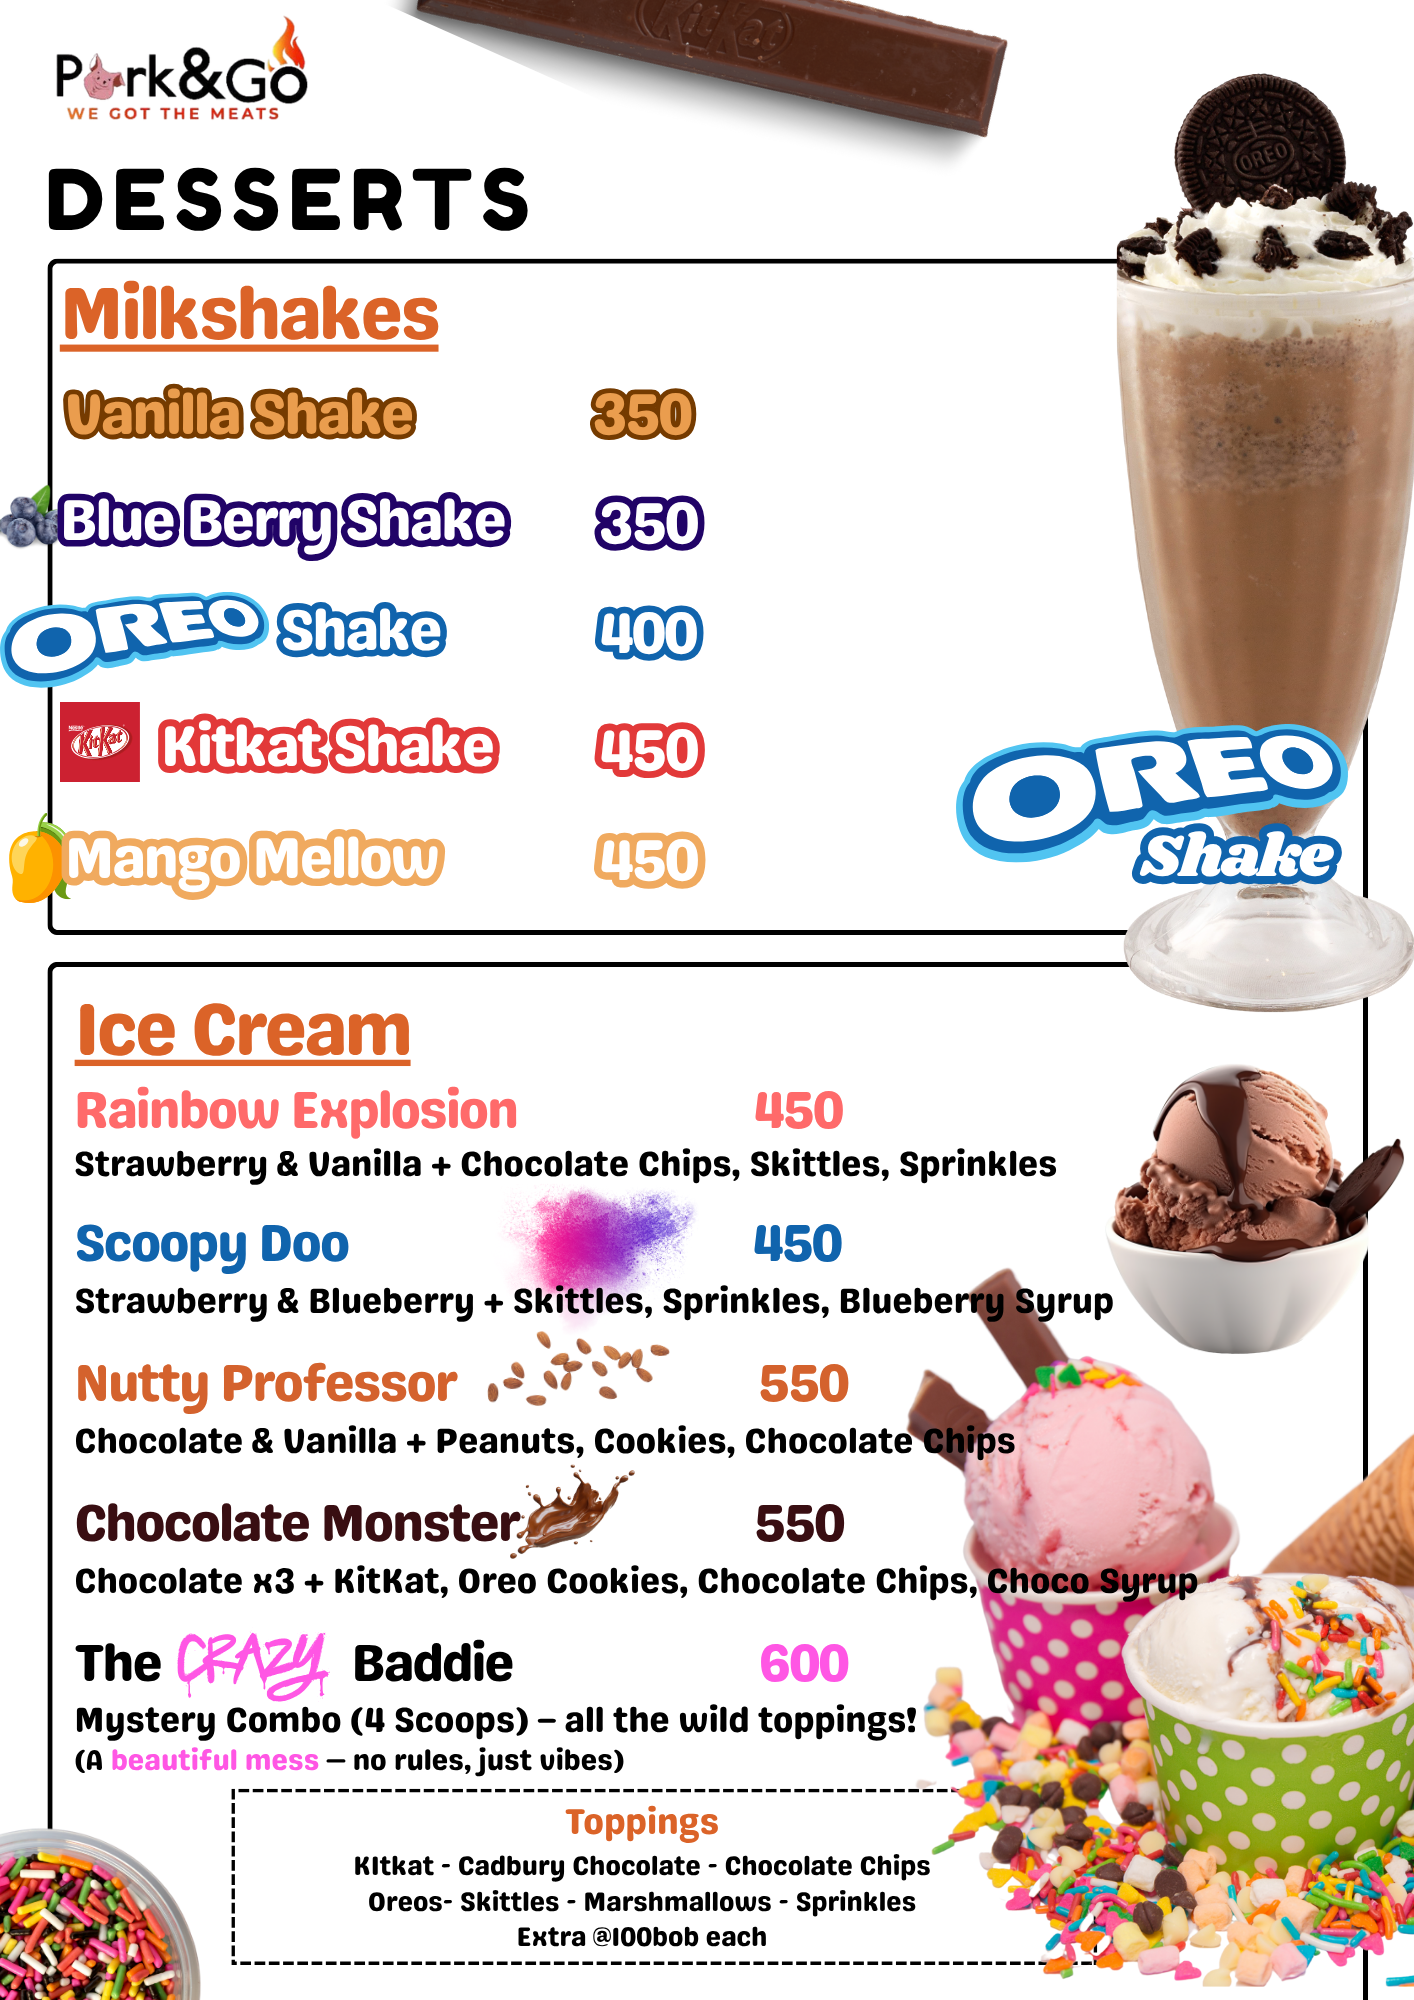 KitKat
Pork&Go
WE GOT THE MEATS
OREO
DESSERTS
Milkshakes
Vanilla Shake 350
Blue Berry Shake 350
OREO Shake 400
KitKat Kitkat Shake 450
Mango Mellow 450
OREO
Shake
Ice Cream
Rainbow Explosion 450
Strawberry & Vanilla + Chocolate Chips, Skittles, Sprinkles
Scoopy Doo 450
Strawberry & Blueberry + Skittles, Sprinkles, Blueberry Syrup
Nutty Professor 550
Chocolate & Vanilla + Peanuts, Cookies, Chocolate Chips
Chocolate Monster 550
Chocolate x3 + KitKat, Oreo Cookies, Chocolate Chips, Choco Syrup
The CRAZY Baddie 600
Mystery Combo (4 Scoops) – all the wild toppings!
(A beautiful mess — no rules, just vibes)
Toppings
KItkat - Cadbury Chocolate - Chocolate Chips
Oreos- Skittles - Marshmallows - Sprinkles
Extra @100bob each